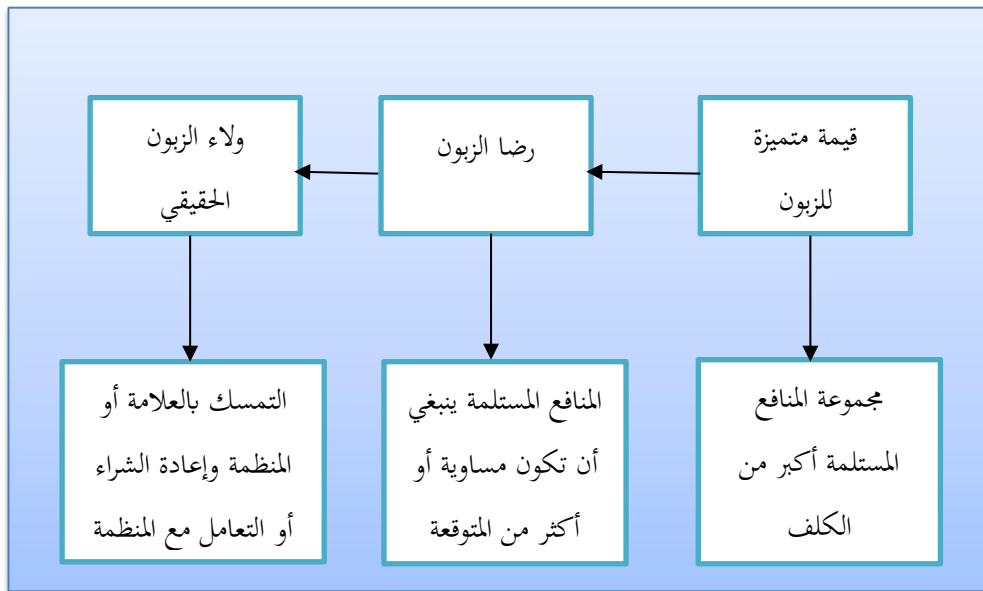 قيمة متميزة
للزبون
رضا الزبون
ولاء الزبون
الحقيقي
مجموعة المنافع
المستلمة أكبر من
الكلف
المنافع المستلمة ينبغي
أن تكون مساوية أو
أكثر من المتوقعة
التمسك بالعلامة أو
المنظمة وإعادة الشراء
أو التعامل مع المنظمة